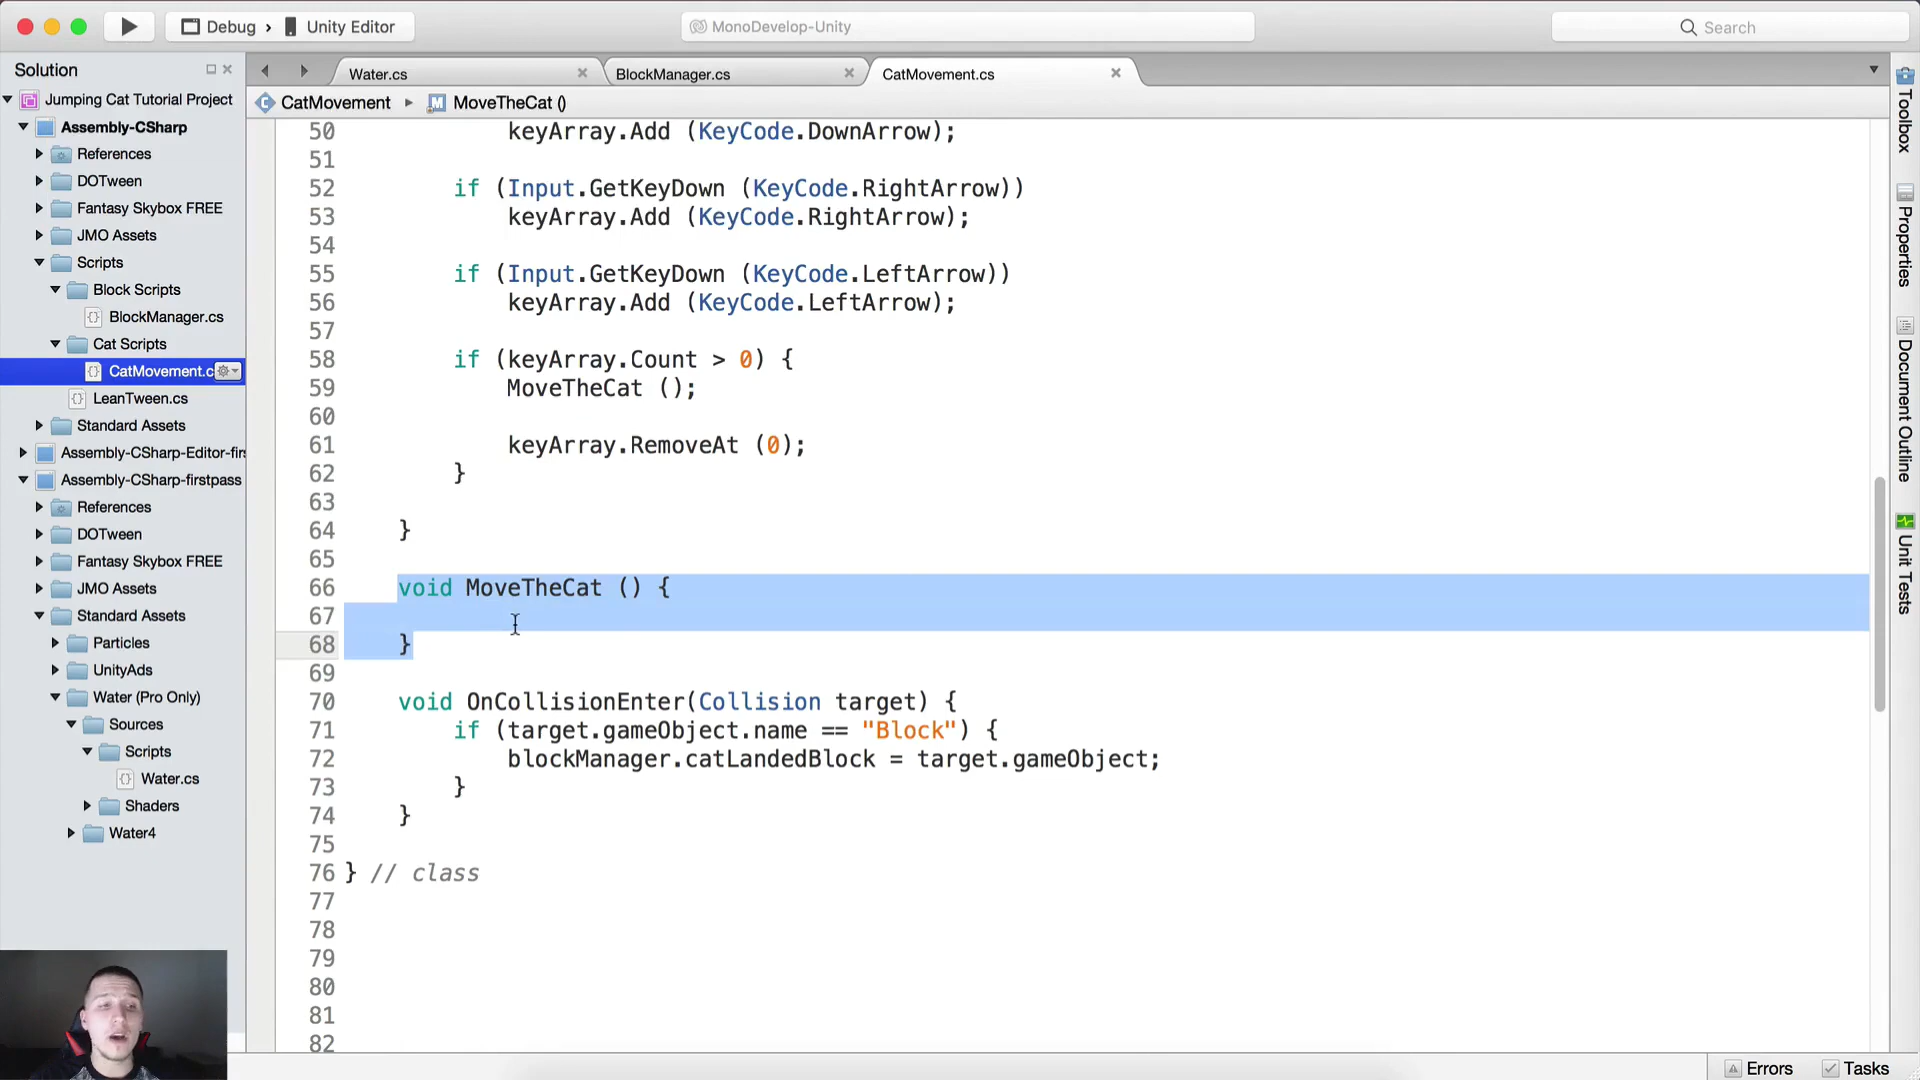 Debug › Unity Editor
MonoDevelop-Unity
Search
Solution
Jumping Cat Tutorial Project
Assembly-CSharp
References
DOTween
Fantasy Skybox FREE
JMO Assets
Scripts
Block Scripts
BlockManager.cs
Cat Scripts
CatMovement.c
LeanTween.cs
Standard Assets
Assembly-CSharp-Editor-fir
Assembly-CSharp-firstpass
References
DOTween
Fantasy Skybox FREE
JMO Assets
Standard Assets
Particles
UnityAds
Water (Pro Only)
Sources
Scripts
Water.cs
Shaders
Water4
Water.cs
BlockManager.cs
CatMovement.cs
CatMovement ▸ MoveTheCat ()
50 keyArray.Add (KeyCode.DownArrow);
51
52 if (Input.GetKeyDown (KeyCode.RightArrow))
53 keyArray.Add (KeyCode.RightArrow);
54
55 if (Input.GetKeyDown (KeyCode.LeftArrow))
56 keyArray.Add (KeyCode.LeftArrow);
57
58 if (keyArray.Count > 0) {
59 MoveTheCat ();
60
61 keyArray.RemoveAt (0);
62 }
63
64 }
65
66 void MoveTheCat () {
67
68 }
69
70 void OnCollisionEnter(Collision target) {
71 if (target.gameObject.name == "Block") {
72 blockManager.catLandedBlock = target.gameObject;
73 }
74 }
75
76 } // class
77
78
79
80
81
82
Toolbox
Properties
Document Outline
Unit Tests
Errors
Tasks